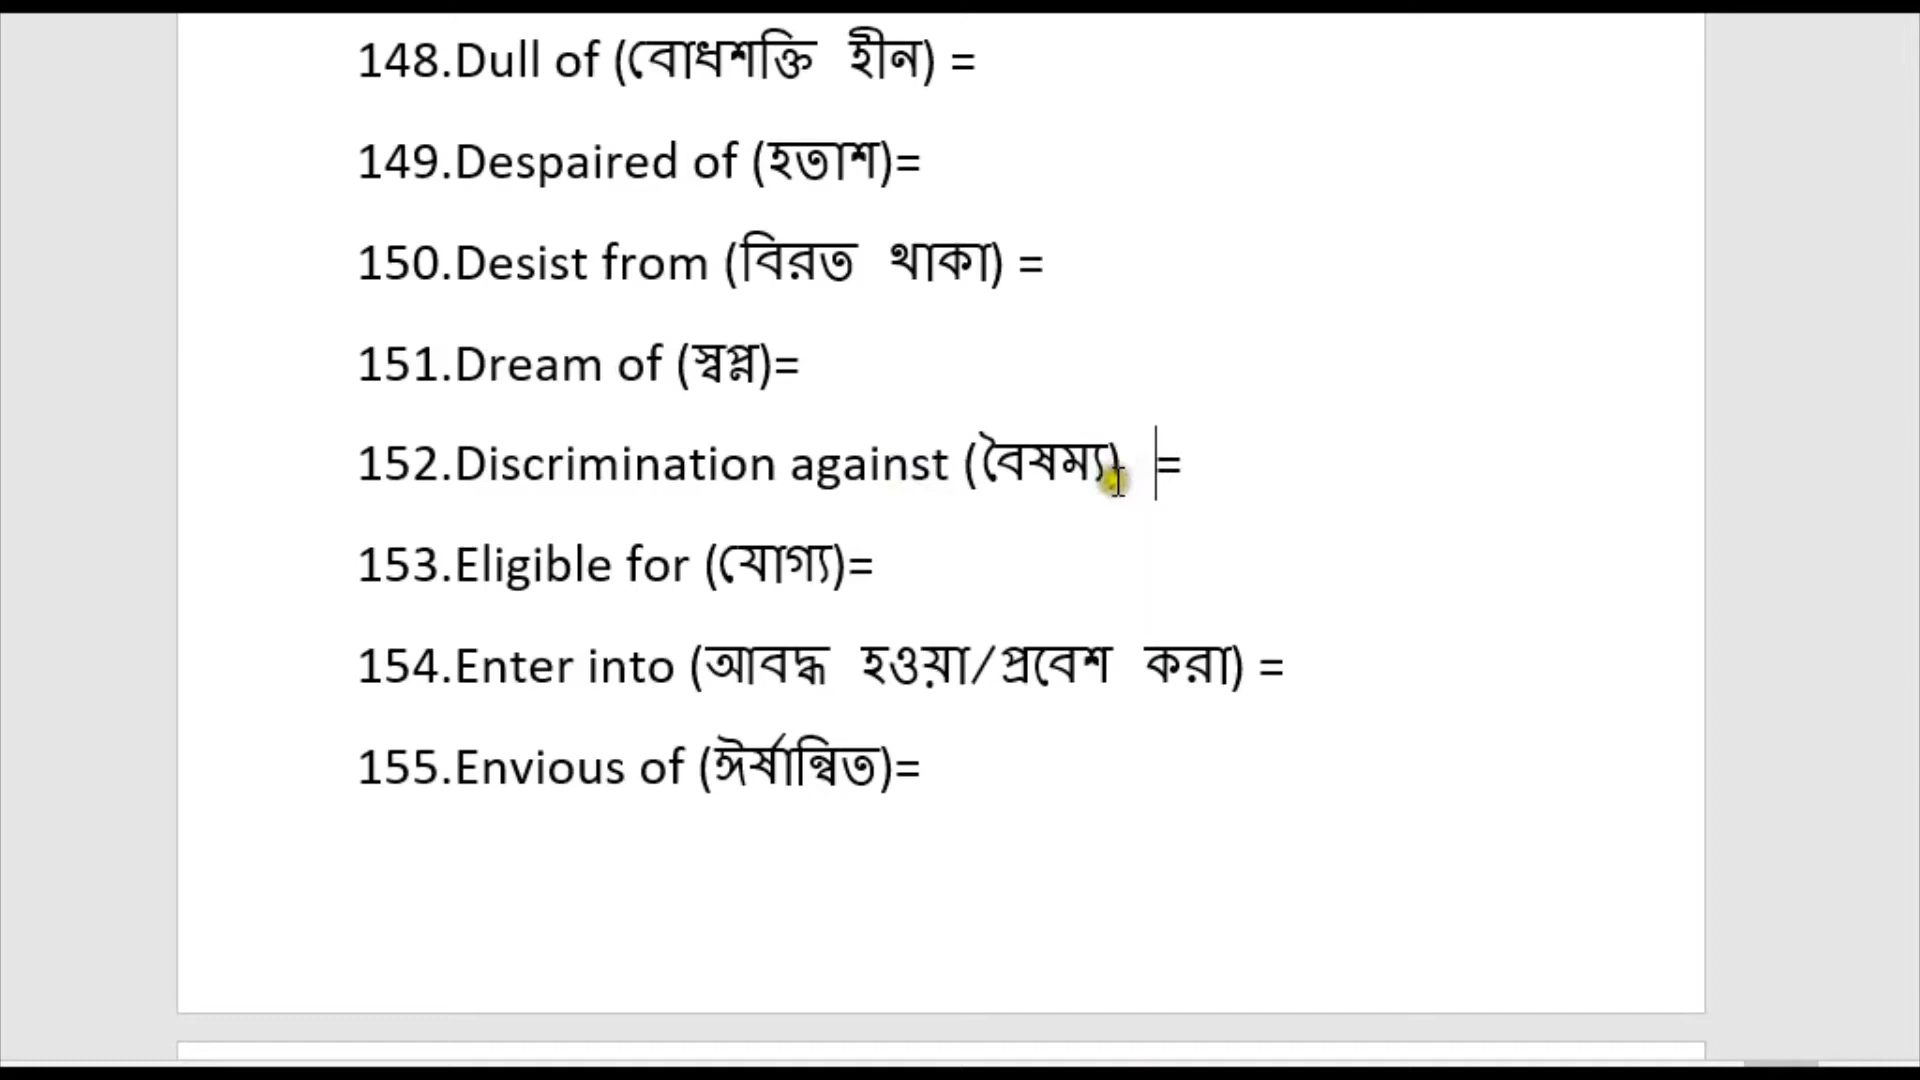 148.Dull of (বোধশক্তি হীন) =
149.Despaired of (হতাশ)=
150.Desist from (বিরত থাকা) =
151.Dream of (স্বপ্ন)=
152.Discrimination against (বৈষম্য) =
153.Eligible for (যোগ্য)=
154.Enter into (আবদ্ধ হওয়া/প্রবেশ করা) =
155.Envious of (ঈর্ষান্বিত)=